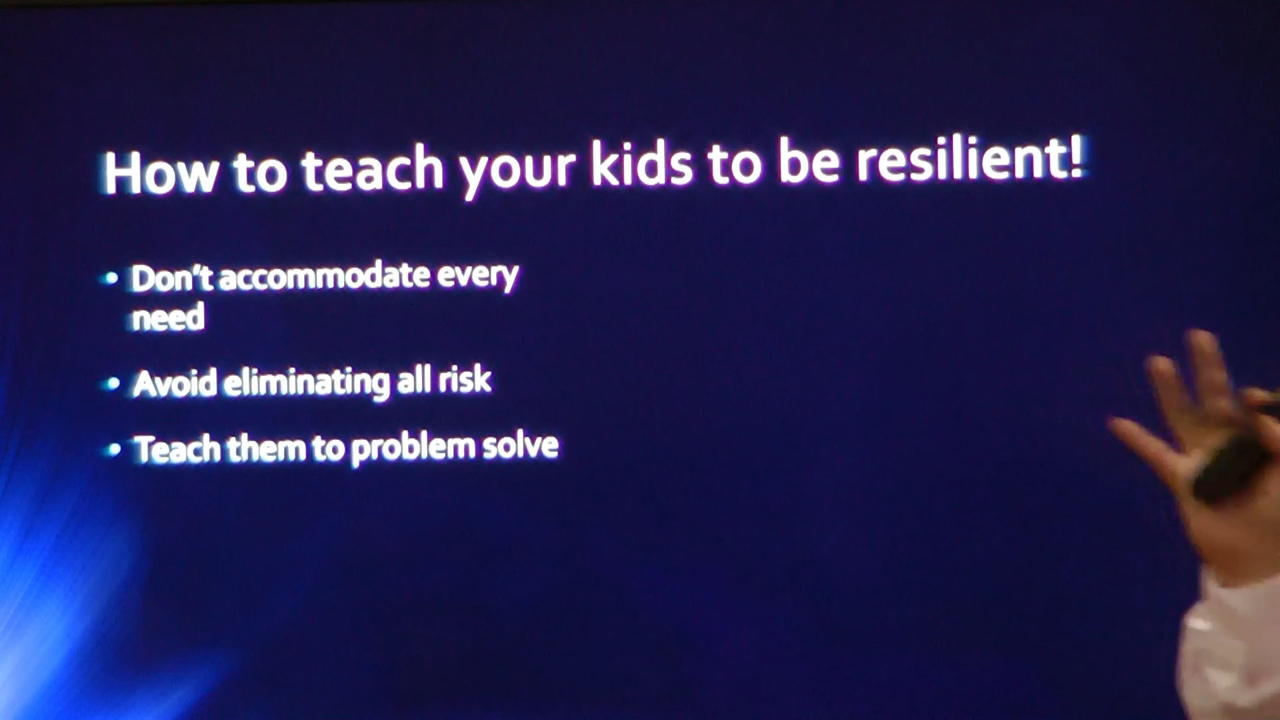 How to teach your kids to be resilient!
• Don't accommodate every
need
• Avoid eliminating all risk
• Teach them to problem solve